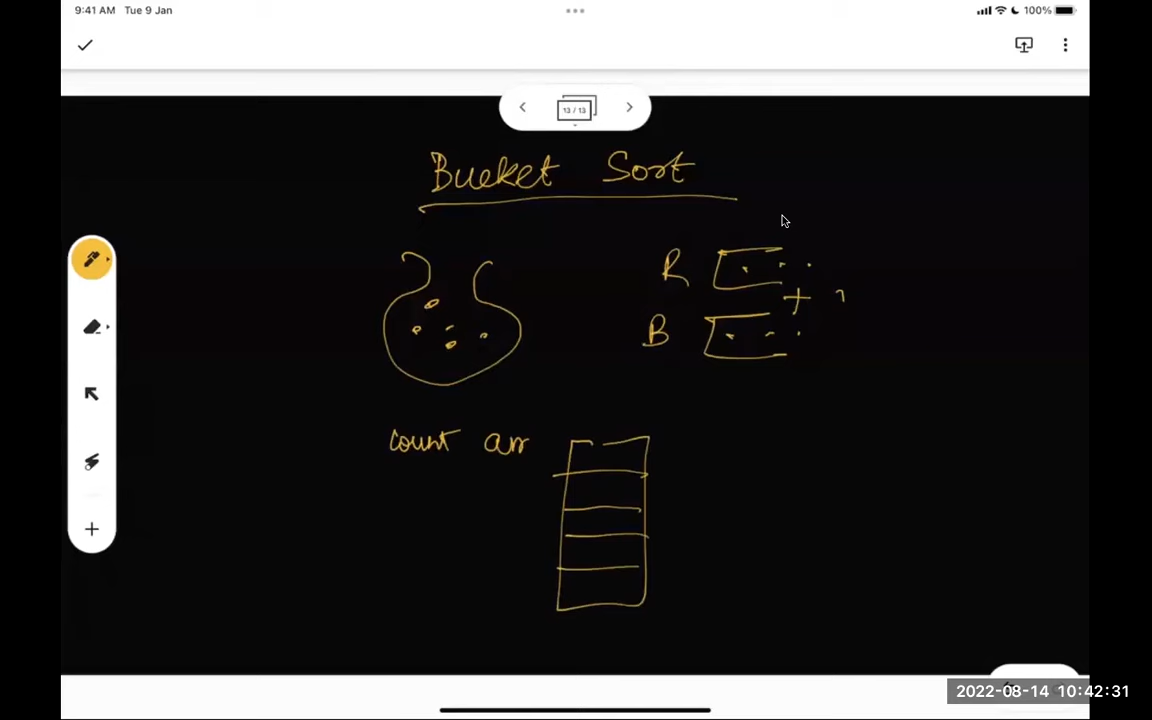 9:41 AM Tue 9 Jan
100%
13 / 13
Bucket Sort
R
B
+
count arr
2022-08-14 10:42:31